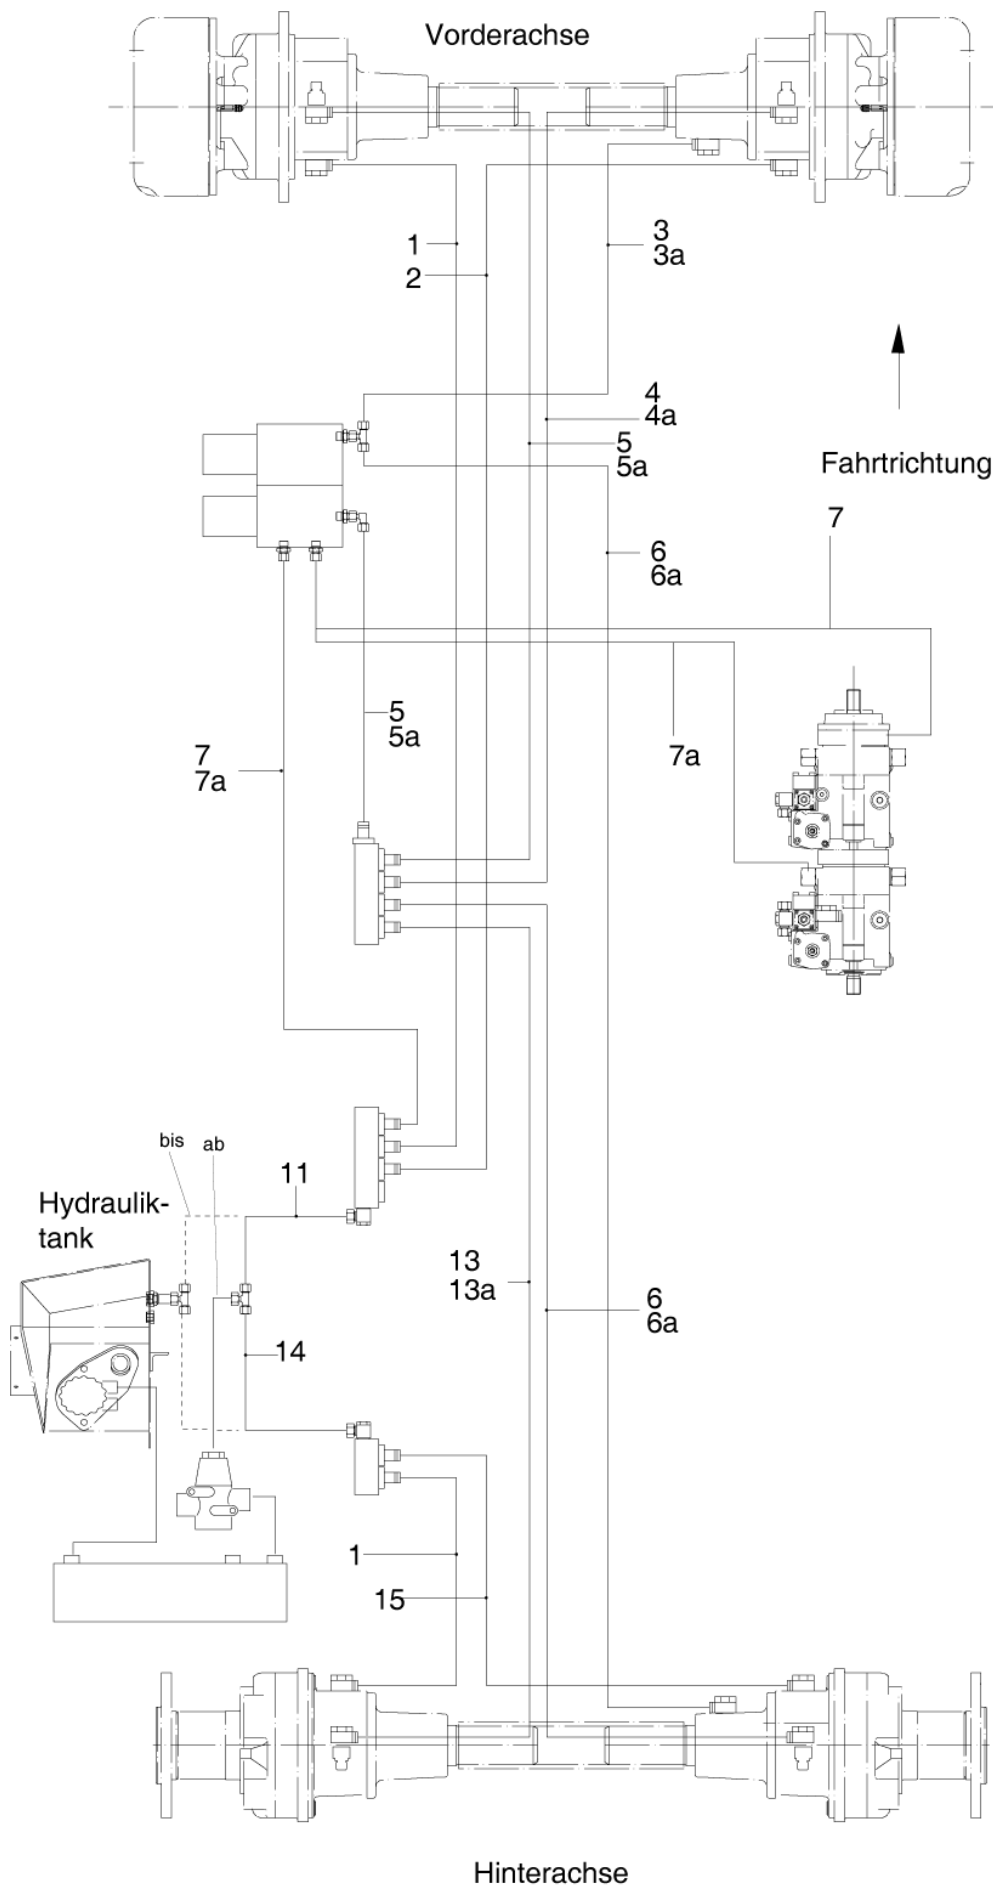 Vorderachse
1
2
3
3a
4
4a
5
5a
Fahrtrichtung
7
6
6a
5
5a
7
7a
7a
bis
ab
11
Hydraulik-
tank
13
13a
6
6a
14
1
15
Hinterachse